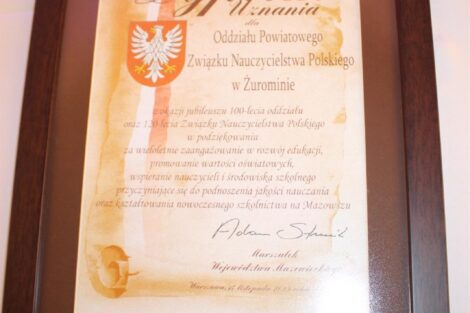 Uznania
dla
Oddziału Powiatowego
Związku Nauczycielstwa Polskiego
w Żurominie
z okazji jubileuszu 100-lecia oddziału
oraz 120-lecia Związku Nauczycielstwa Polskiego
w podziękowaniu
za wieloletnie zaangażowanie w rozwój edukacji,
promowanie wartości oświatowych,
wspieranie nauczycieli i środowiska szkolnego
przyczyniające się do podnoszenia jakości nauczania
oraz kształtowania nowoczesnego szkolnictwa na Mazowszu
Adam
Marszałek
Województwa Mazowieckiego
Warszawa, listopada